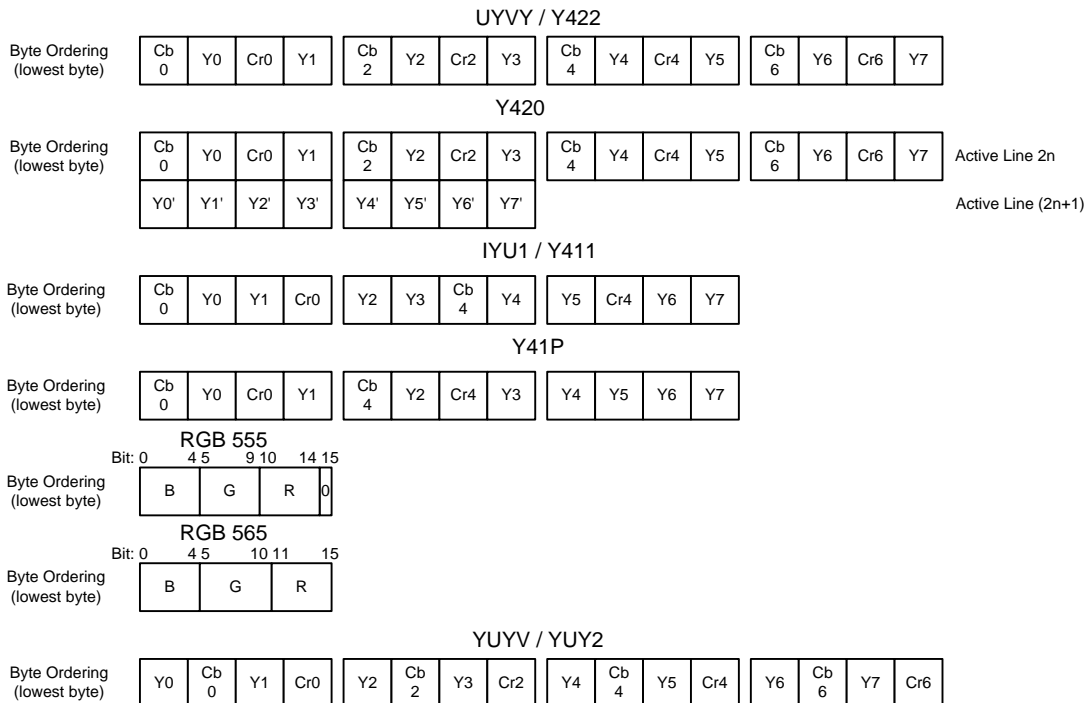 UYVY / Y422
Byte Ordering
(lowest byte)
Cb 0 Y0 Cr0 Y1 Cb 2 Y2 Cr2 Y3 Cb 4 Y4 Cr4 Y5 Cb 6 Y6 Cr6 Y7
Y420
Byte Ordering
(lowest byte)
Cb 0 Y0 Cr0 Y1 Cb 2 Y2 Cr2 Y3 Cb 4 Y4 Cr4 Y5 Cb 6 Y6 Cr6 Y7 Active Line 2n
Y0' Y1' Y2' Y3' Y4' Y5' Y6' Y7' Active Line (2n+1)
IYU1 / Y411
Byte Ordering
(lowest byte)
Cb 0 Y0 Y1 Cr0 Y2 Y3 Cb 4 Y4 Y5 Cr4 Y6 Y7
Y41P
Byte Ordering
(lowest byte)
Cb 0 Y0 Cr0 Y1 Cb 4 Y2 Cr4 Y3 Y4 Y5 Y6 Y7
RGB 555
Bit: 0 4 5 9 10 14 15
Byte Ordering
(lowest byte)
B G R 0
RGB 565
Bit: 0 4 5 10 11 15
Byte Ordering
(lowest byte)
B G R
YUYV / YUY2
Byte Ordering
(lowest byte)
Y0 Cb 0 Y1 Cr0 Y2 Cb 2 Y3 Cr2 Y4 Cb 4 Y5 Cr4 Y6 Cb 6 Y7 Cr6